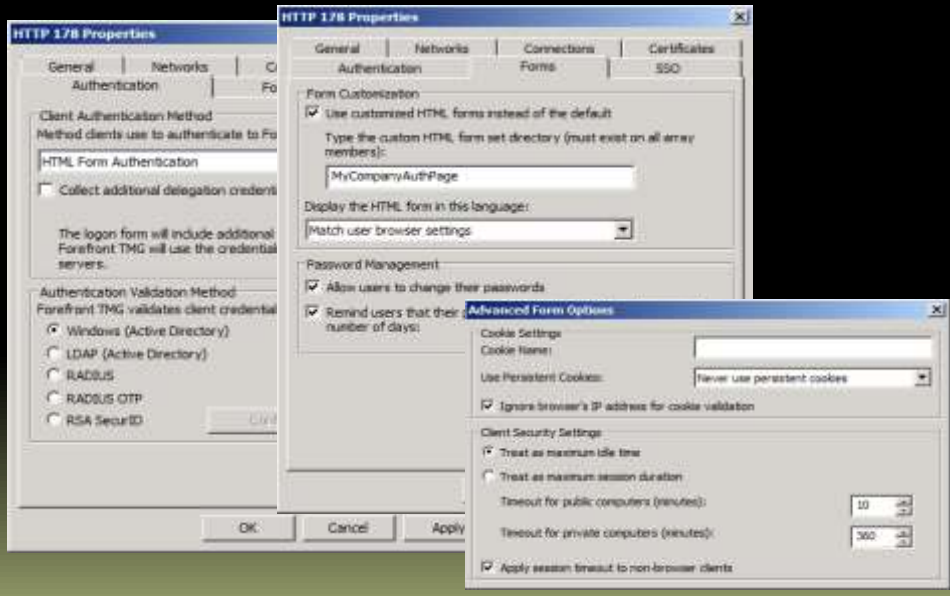 HTTP 178 Properties
General
Networks
Authentication
Client Authentication Method
Method clients use to authenticate to
HTML Form Authentication
Collect additional delegation
The logon form will include additional
Forefront TMG will use the
servers.
Authentication Validation Method
Forefront TMG validates client
Windows (Active Directory)
LDAP (Active Directory)
RADIUS
RADIUS OTP
RSA SecurID
OK
Cancel
Apply
HTTP 178 Properties
General
Networks
Connections
Certificates
Authentication
Forms
SSO
Form Customization
Use customized HTML forms instead of the default
Type the custom HTML form set directory (must exist on all array
members):
MyCompanyAuthPage
Display the HTML form in this language:
Match user browser settings
Password Management
Allow users to change their passwords
Remind users that their
number of days:
Advanced Form Options
Cookie Settings
Cookie Name:
Use Persistent Cookies:
Never use persistent cookies
Ignore browser's IP address for cookie validation
Client Security Settings
Treat as maximum idle time
Treat as maximum session duration
Timeout for public computers (minutes):
10
Timeout for private computers (minutes):
360
Apply session timeout to non-browser clients